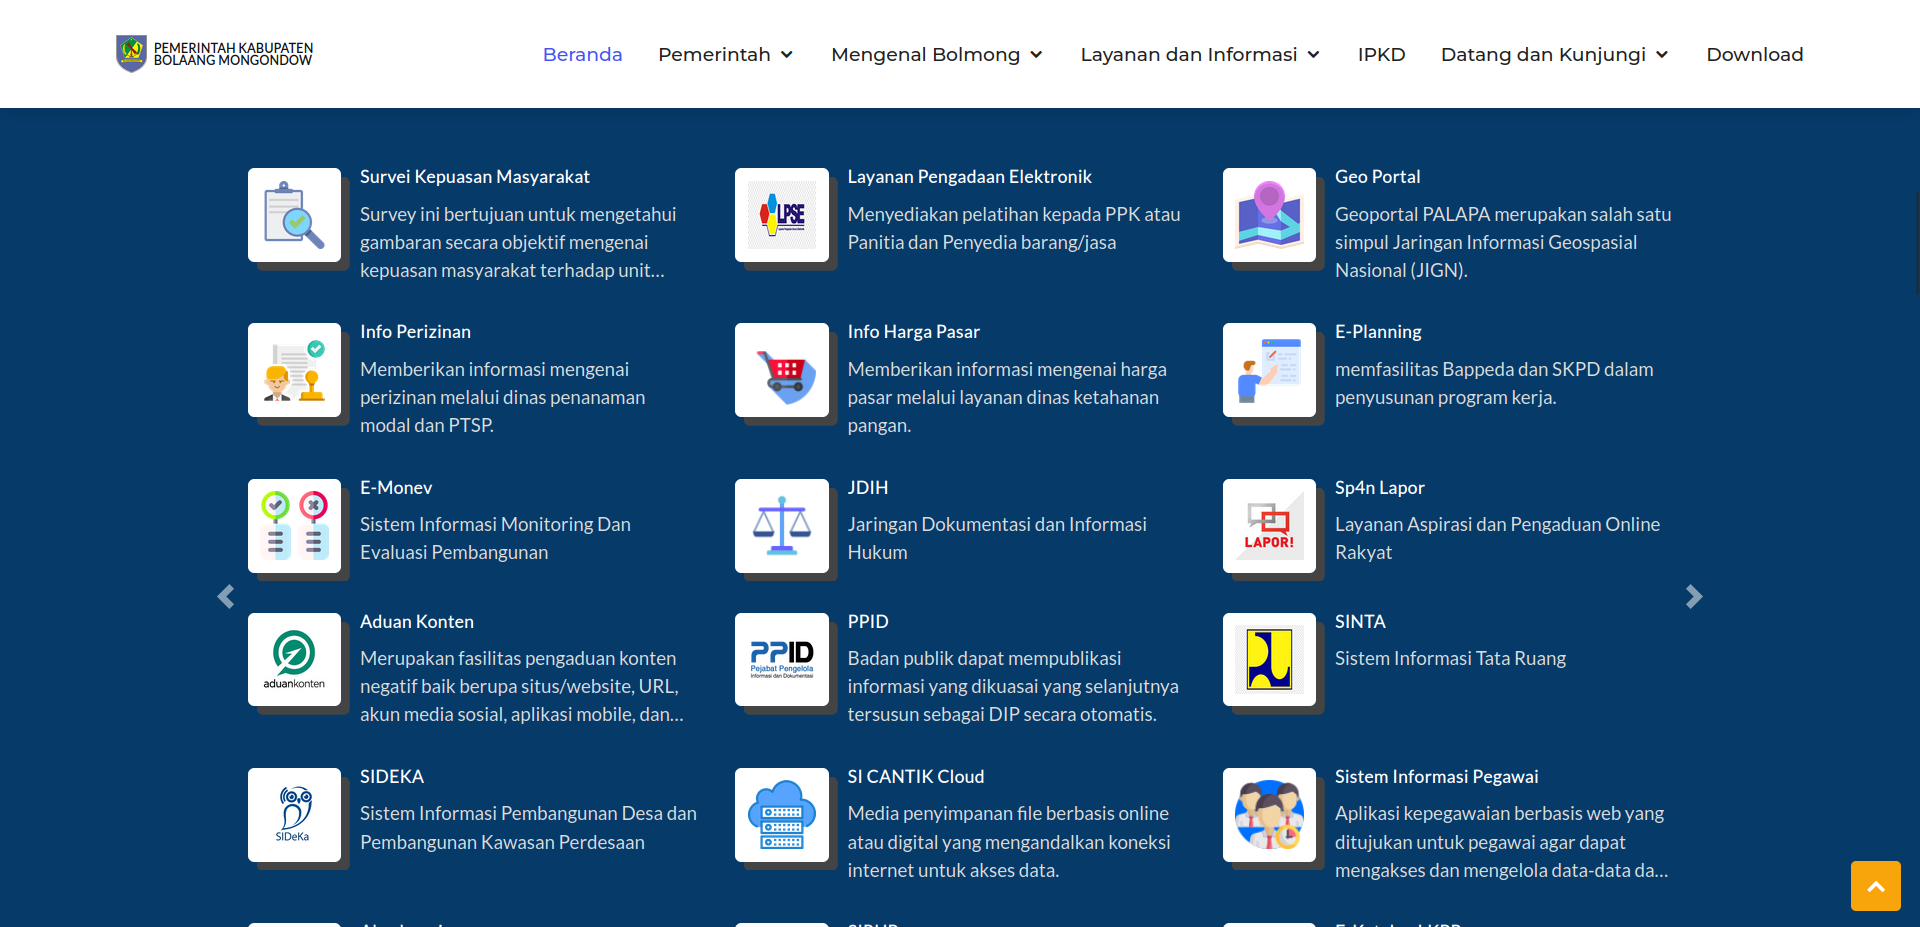 PEMERINTAH KABUPATEN
BOLAANG MONGONDOW
Beranda
Pemerintah
Mengenal Bolmong
Layanan dan Informasi
IPKD
Datang dan Kunjungi
Download
Survei Kepuasan Masyarakat
Survey ini bertujuan untuk mengetahui
gambaran secara objektif mengenai
kepuasan masyarakat terhadap unit...
LPSE
Layanan Pengadaan Elektronik
Menyediakan pelatihan kepada PPK atau
Panitia dan Penyedia barang/jasa
Geo Portal
Geoportal PALAPA merupakan salah satu
simpul Jaringan Informasi Geospasial
Nasional (JIGN).
Info Perizinan
Memberikan informasi mengenai
perizinan melalui dinas penanaman
modal dan PTSP.
Info Harga Pasar
Memberikan informasi mengenai harga
pasar melalui layanan dinas ketahanan
pangan.
E-Planning
memfasilitas Bappeda dan SKPD dalam
penyusunan program kerja.
E-Monev
Sistem Informasi Monitoring Dan
Evaluasi Pembangunan
JDIH
Jaringan Dokumentasi dan Informasi
Hukum
LAPOR!
Sp4n Lapor
Layanan Aspirasi dan Pengaduan Online
Rakyat
aduankonten
Aduan Konten
Merupakan fasilitas pengaduan konten
negatif baik berupa situs/website, URL,
akun media sosial, aplikasi mobile, dan...
PPID
Pejabat Pengelola
Informasi dan Dokumentasi
PPID
Badan publik dapat mempublikasi
informasi yang dikuasai yang selanjutnya
tersusun sebagai DIP secara otomatis.
SINTA
Sistem Informasi Tata Ruang
SIDeKa
SIDEKA
Sistem Informasi Pembangunan Desa dan
Pembangunan Kawasan Perdesaan
SI CANTIK Cloud
Media penyimpanan file berbasis online
atau digital yang mengandalkan koneksi
internet untuk akses data.
Sistem Informasi Pegawai
Aplikasi kepegawaian berbasis web yang
ditujukan untuk pegawai agar dapat
mengakses dan mengelola data-data da...